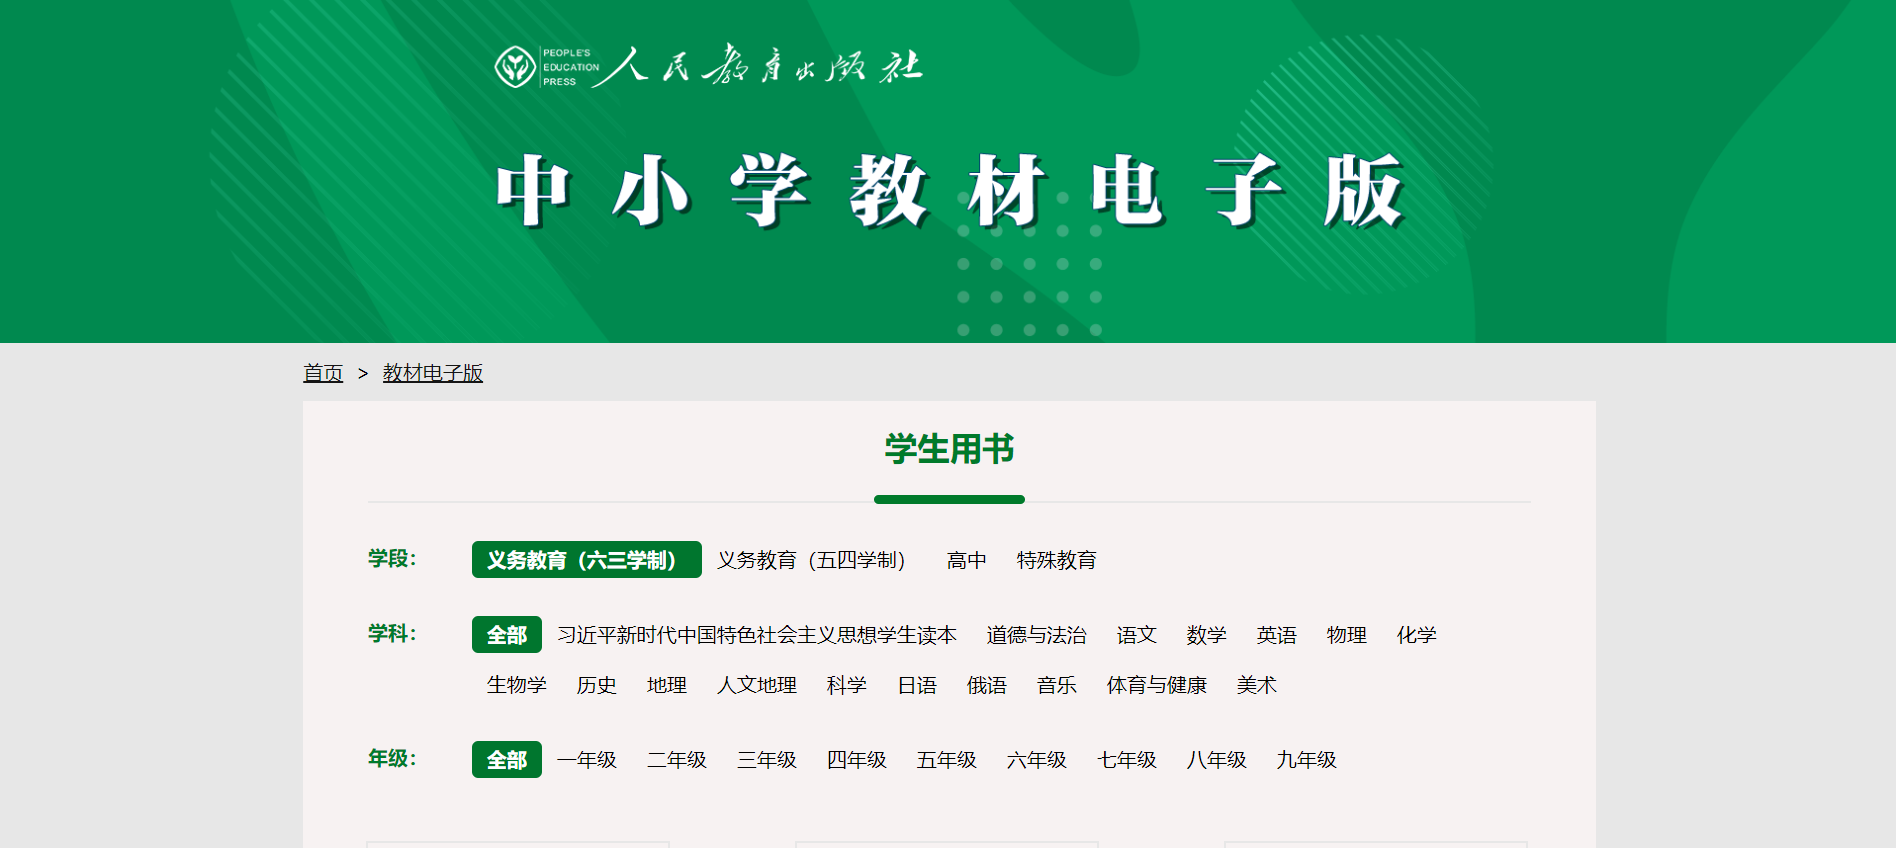 PEOPLE'S
EDUCATION
PRESS
人民教育出版社
中小学教材电子版
首页 > 教材电子版
学生用书
学段： 义务教育（六三学制） 义务教育（五四学制） 高中 特殊教育
学科： 全部 习近平新时代中国特色社会主义思想学生读本 道德与法治 语文 数学 英语 物理 化学
生物学 历史 地理 人文地理 科学 日语 俄语 音乐 体育与健康 美术
年级： 全部 一年级 二年级 三年级 四年级 五年级 六年级 七年级 八年级 九年级